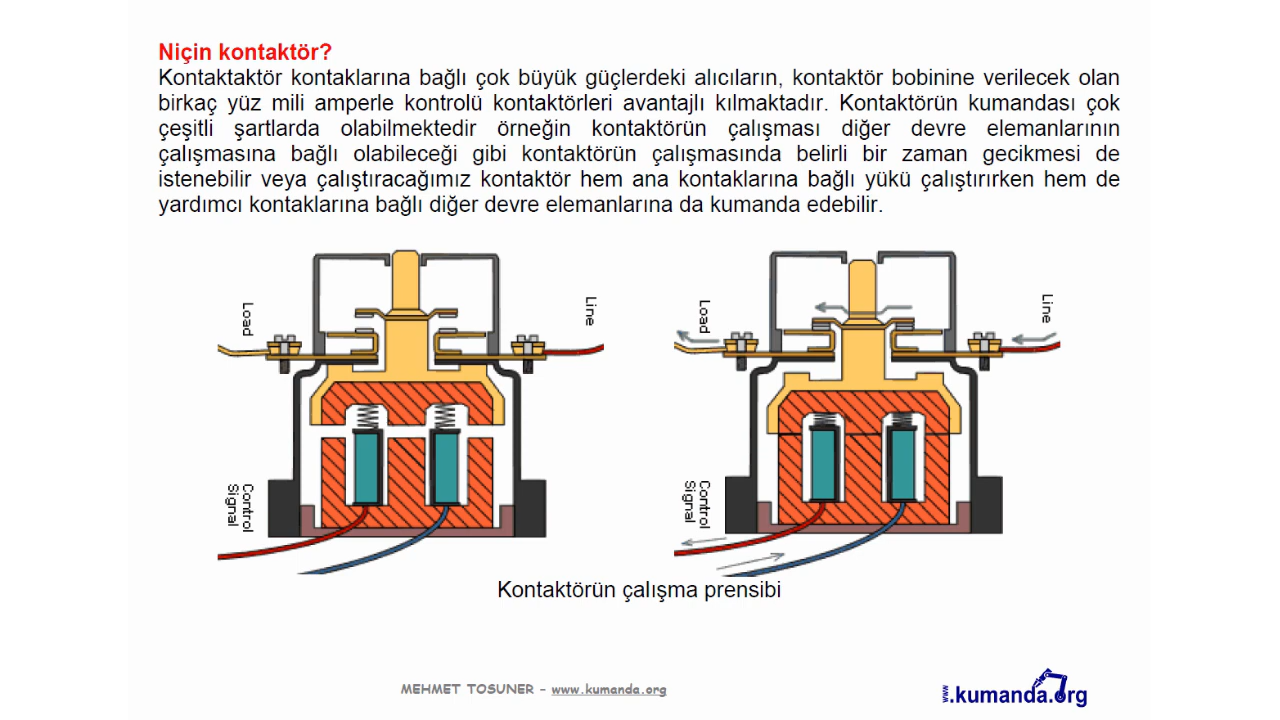 Niçin kontaktör?
Kontaktaktör kontaklarına bağlı çok büyük güçlerdeki alıcıların, kontaktör bobinine verilecek olan
birkaç yüz mili amperle kontrolü kontaktörleri avantajlı kılmaktadır. Kontaktörün kumandası çok
çeşitli şartlarda olabilmektedir örneğin kontaktörün çalışması diğer devre elemanlarının
çalışmasına bağlı olabileceği gibi kontaktörün çalışmasında belirli bir zaman gecikmesi de
istenebilir veya çalıştıracağımız kontaktör hem ana kontaklarına bağlı yükü çalıştırırken hem de
yardımcı kontaklarına bağlı diğer devre elemanlarına da kumanda edebilir.
Load
Line
Control
Signal
Load
Line
Control
Signal
Kontaktörün çalışma prensibi
MEHMET TOSUNER - www.kumanda.org
www.kumanda.org